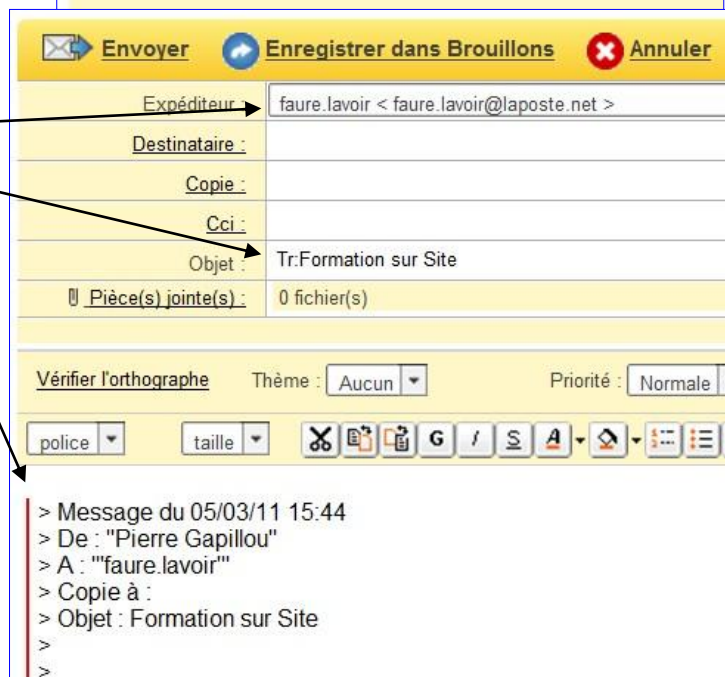 Envoyer Enregistrer dans Brouillons Annuler
Expéditeur : faure.lavoir < faure.lavoir@laposte.net >
Destinataire :
Copie :
Cci :
Objet : Tr:Formation sur Site
Pièce(s) jointe(s) : 0 fichier(s)
Vérifier l'orthographe Thème : Aucun Priorité : Normale
police taille G I S A
> Message du 05/03/11 15:44
> De : "Pierre Gapillou"
> A : "'faure.lavoir'"
> Copie à :
> Objet : Formation sur Site
>
>